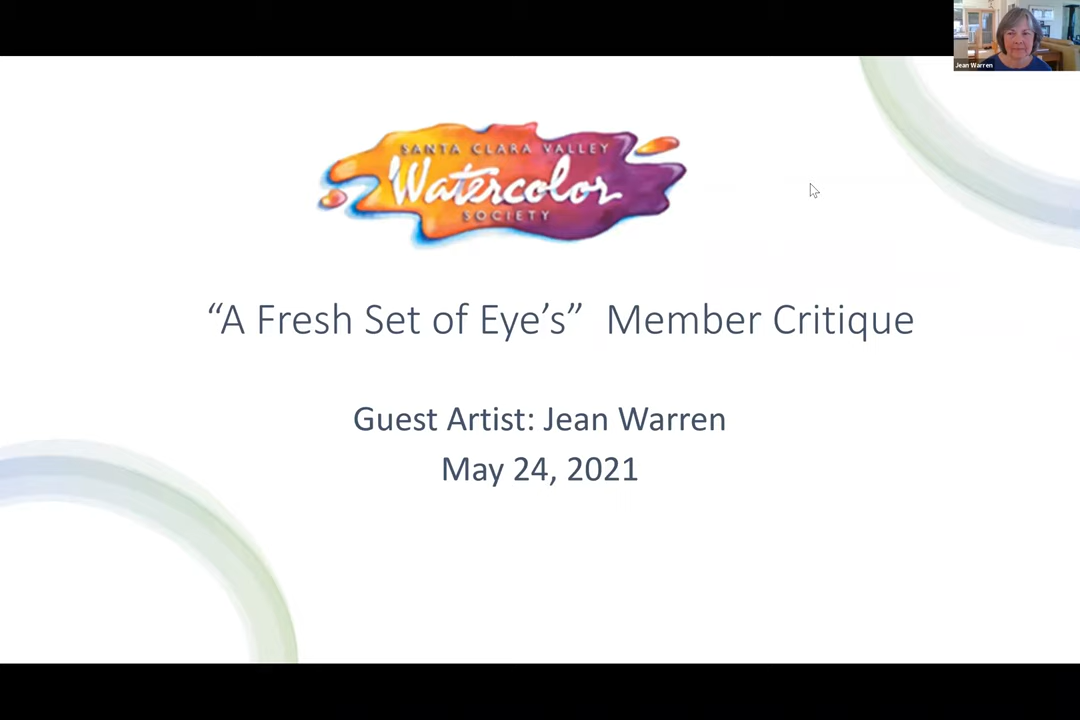 Jean Warren
SANTA CLARA VALLEY
Watercolor
SOCIETY
“A Fresh Set of Eye’s” Member Critique
Guest Artist: Jean Warren
May 24, 2021